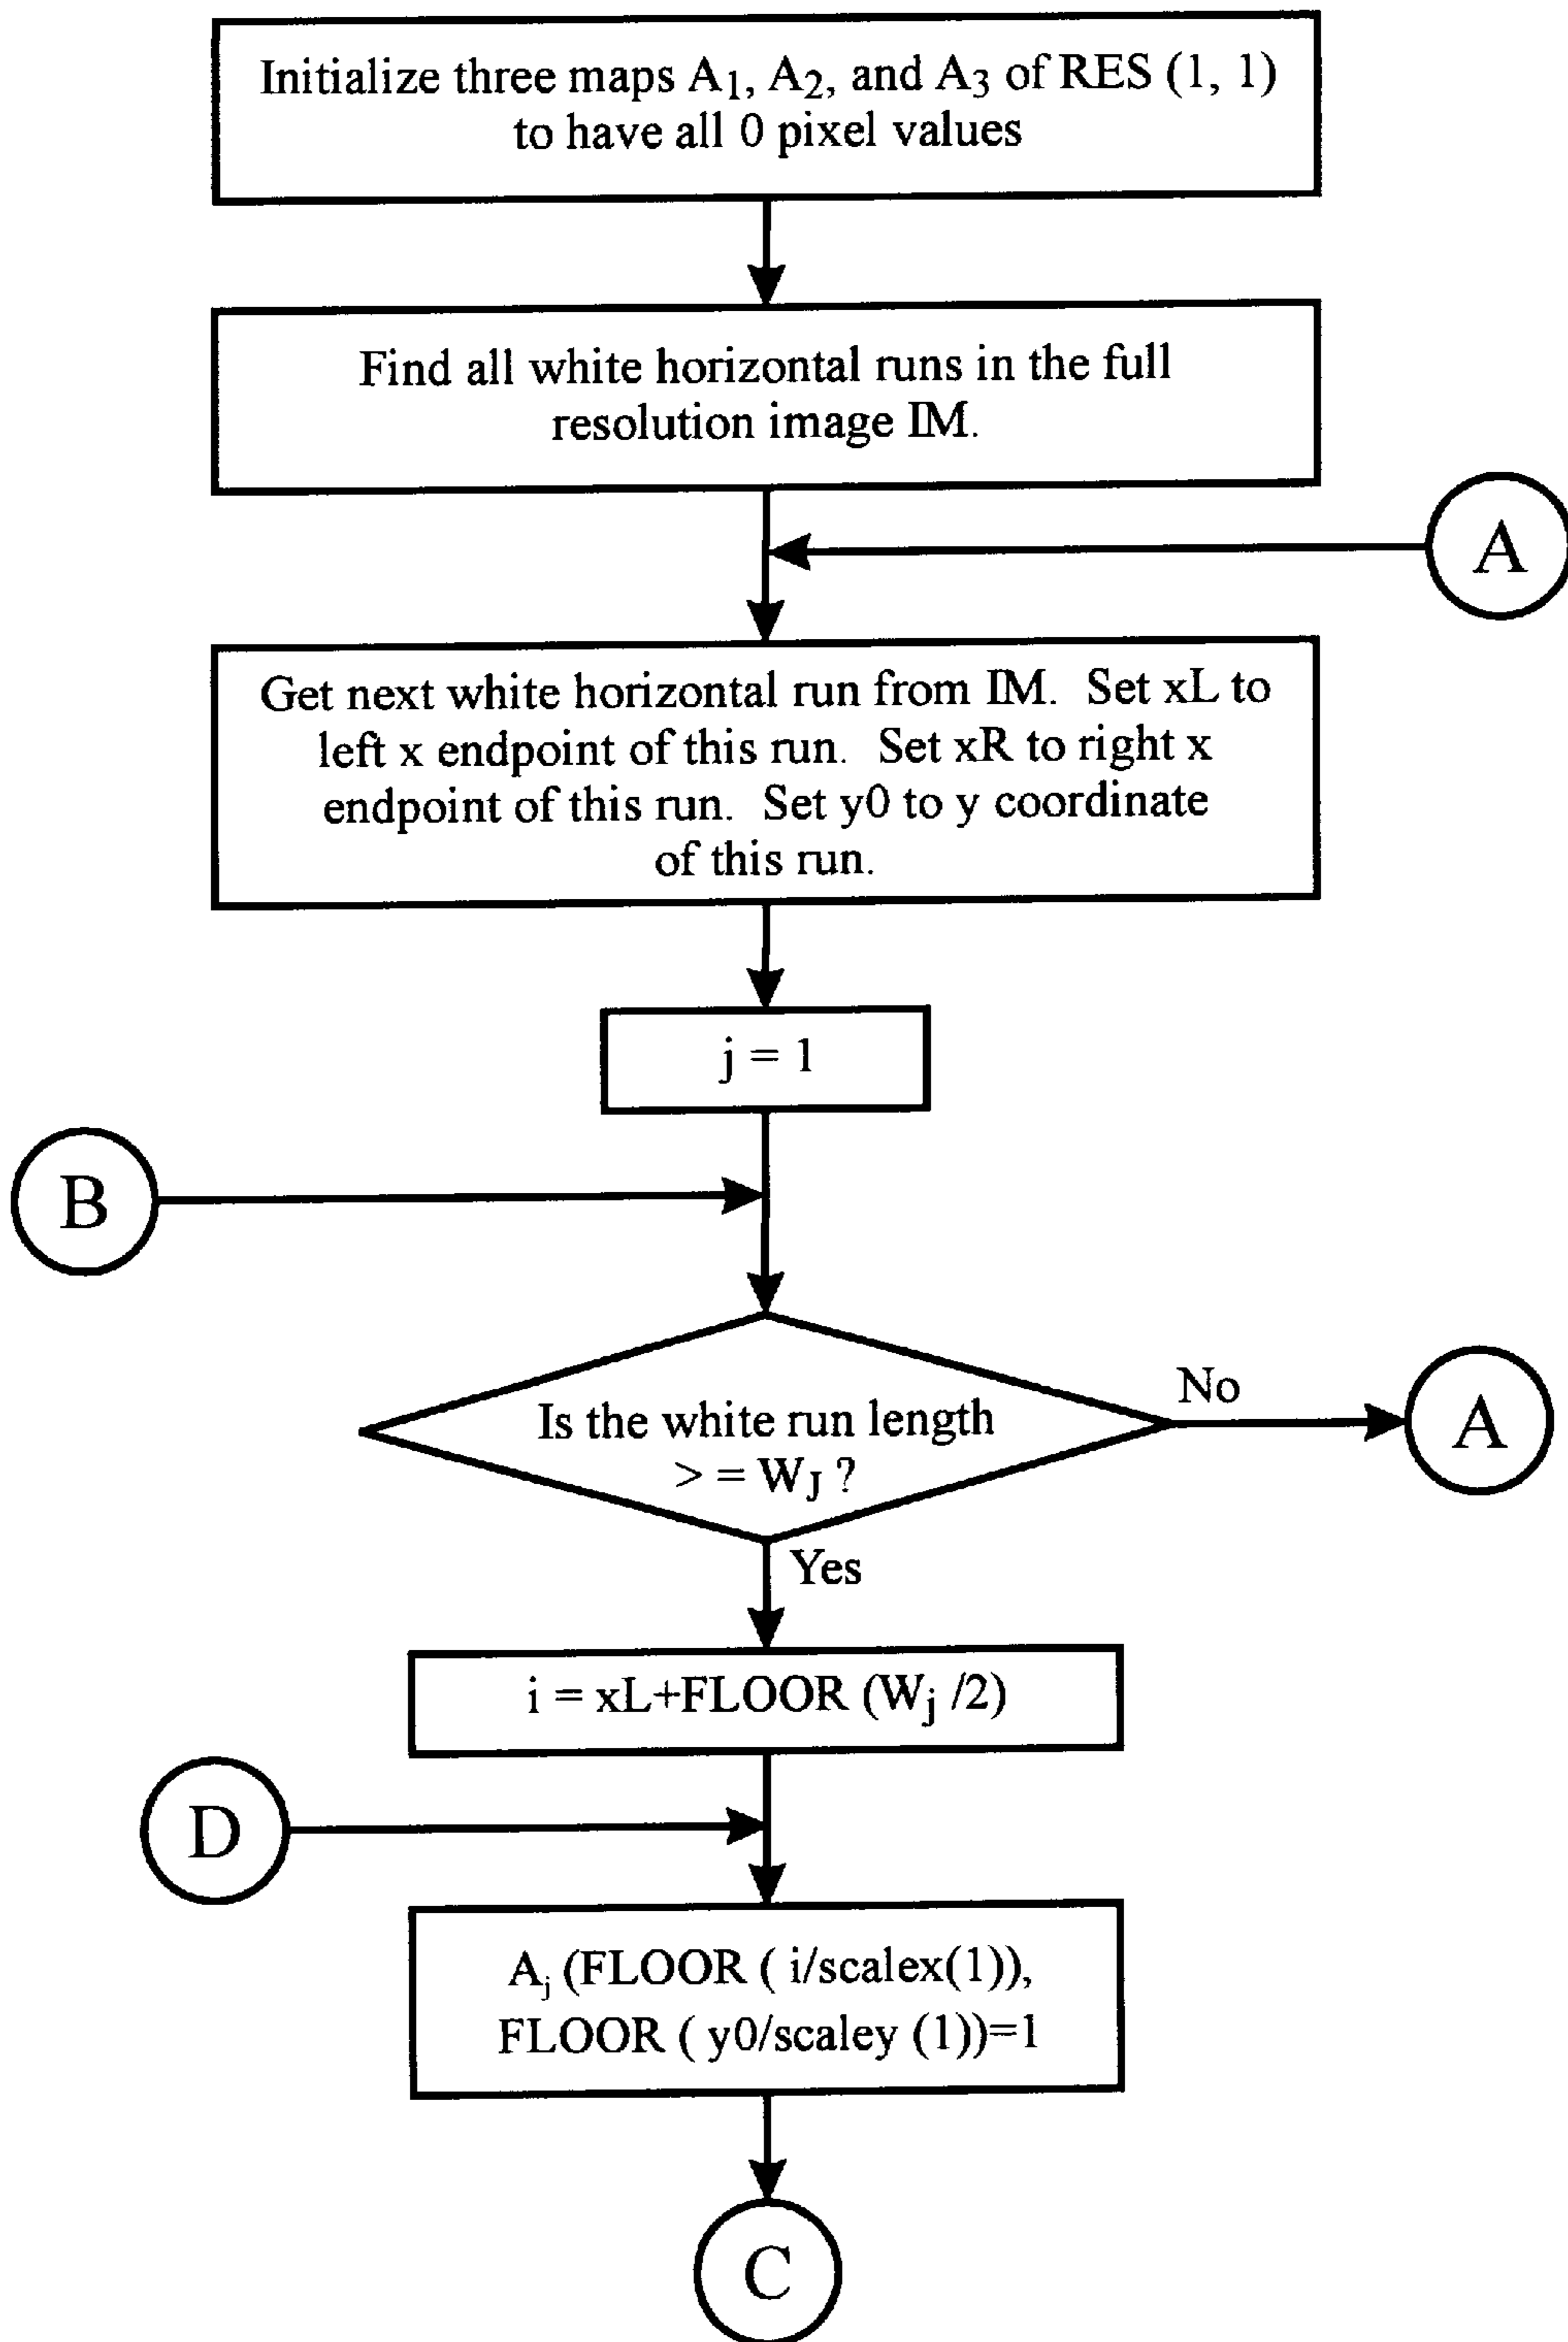 Initialize three maps A1, A2, and A3 of RES (1, 1)
to have all 0 pixel values
Find all white horizontal runs in the full
resolution image IM.
A
Get next white horizontal run from IM. Set xL to
left x endpoint of this run. Set xR to right x
endpoint of this run. Set y0 to y coordinate
of this run.
j = 1
B
Is the white run length
> = WJ ?
No
A
Yes
i = xL+FLOOR (Wj /2)
D
Aj (FLOOR ( i/scalex(1)),
FLOOR ( y0/scaley (1))=1
C